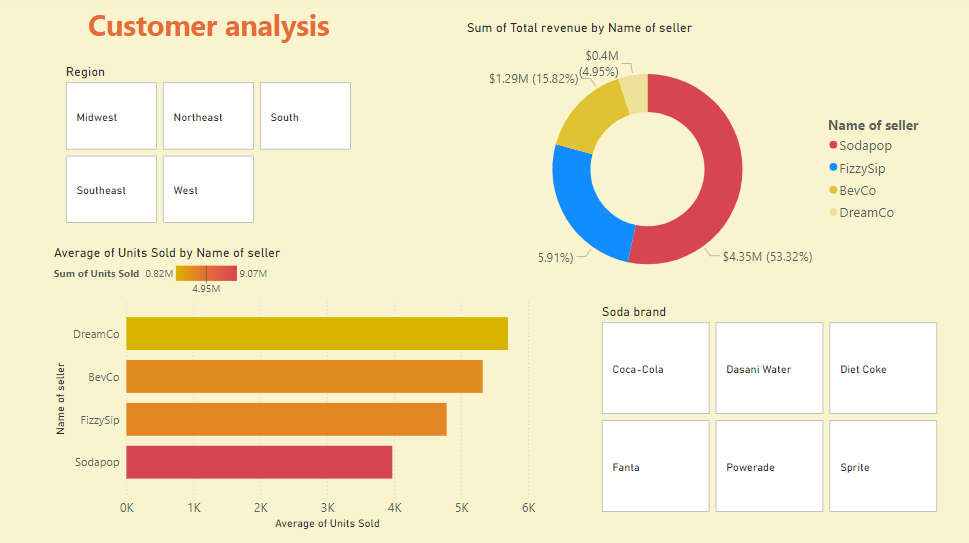 Customer analysis
Region
Midwest
Northeast
South
Southeast
West
Sum of Total revenue by Name of seller
$0.4M
(4.95%)
$1.29M (15.82%)
5.91%)
$4.35M (53.32%)
Name of seller
Sodapop
FizzySip
BevCo
DreamCo
Average of Units Sold by Name of seller
Sum of Units Sold 0.82M 9.07M
4.95M
Name of seller
DreamCo
BevCo
FizzySip
Sodapop
0K 1K 2K 3K 4K 5K 6K
Average of Units Sold
Soda brand
Coca-Cola
Dasani Water
Diet Coke
Fanta
Powerade
Sprite